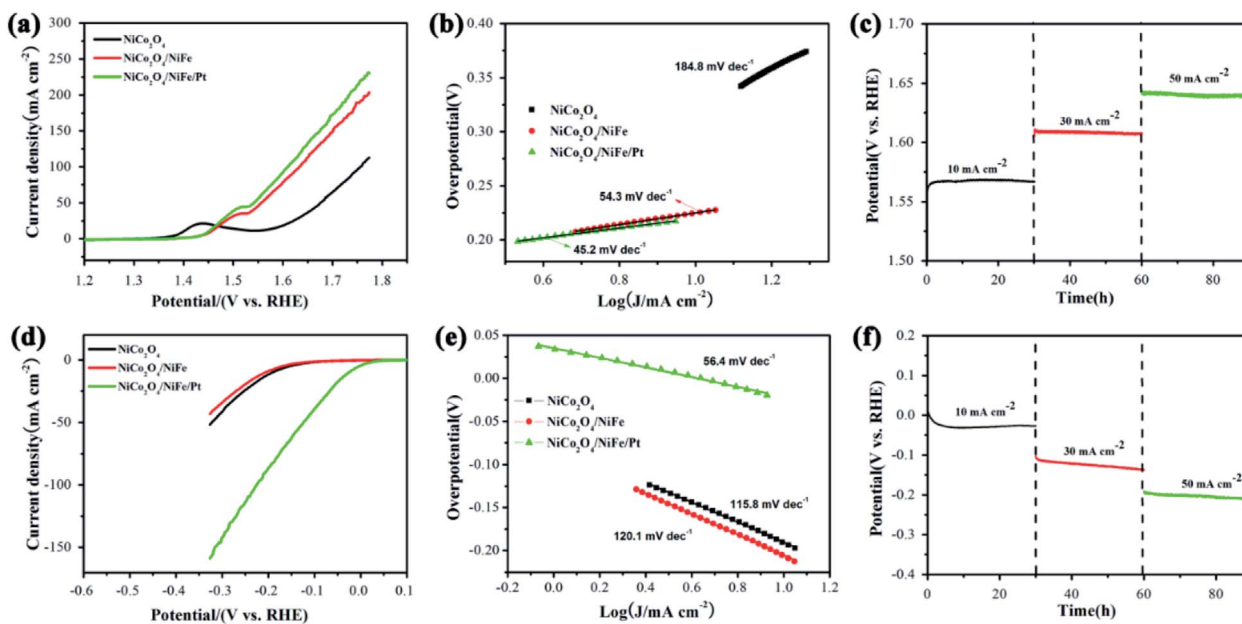 (a)
Current density(mA cm⁻²)
300
250
200
150
100
50
0
NiCo₂O₄
NiCo₂O₄/NiFe
NiCo₂O₄/NiFe/Pt
1.2 1.3 1.4 1.5 1.6 1.7 1.8
Potential/(V vs. RHE)
(b)
Overpotential(V)
0.40
0.35
0.30
0.25
0.20
0.15
184.8 mV dec⁻¹
NiCo₂O₄
NiCo₂O₄/NiFe
NiCo₂O₄/NiFe/Pt
54.3 mV dec⁻¹
45.2 mV dec⁻¹
0.6 0.8 1.0 1.2
Log(J/mA cm⁻²)
(c)
Potential(V vs. RHE)
1.70
1.65
1.60
1.55
1.50
10 mA cm⁻²
30 mA cm⁻²
50 mA cm⁻²
0 30 60 80
Time(h)
(d)
Current density(mA cm⁻²)
0
-50
-100
-150
NiCo₂O₄
NiCo₂O₄/NiFe
NiCo₂O₄/NiFe/Pt
-0.6 -0.5 -0.4 -0.3 -0.2 -0.1 0.0 0.1
Potential/(V vs. RHE)
(e)
Overpotential(V)
0.05
0.00
-0.05
-0.10
-0.15
-0.20
56.4 mV dec⁻¹
NiCo₂O₄
NiCo₂O₄/NiFe
NiCo₂O₄/NiFe/Pt
115.8 mV dec⁻¹
120.1 mV dec⁻¹
-0.2 0.0 0.2 0.4 0.6 0.8 1.0 1.2
Log(J/mA cm⁻²)
(f)
Potential(V vs. RHE)
0.2
0.1
0.0
-0.1
-0.2
-0.3
-0.4
10 mA cm⁻²
30 mA cm⁻²
50 mA cm⁻²
0 30 60 80
Time(h)